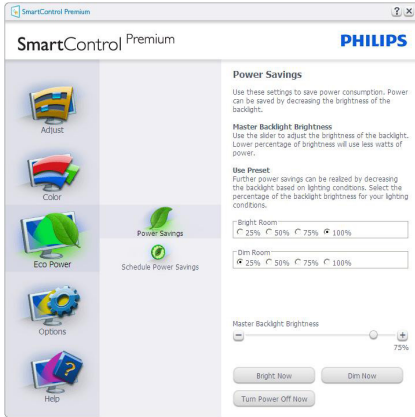 SmartControl Premium
SmartControl Premium
PHILIPS
Adjust
Color
Eco Power
Options
Help
Power Savings
Schedule Power Savings
Power Savings
Use these settings to save power consumption. Power
can be saved by decreasing the brightness of the
backlight.
Master Backlight Brightness
Use the slider to adjust the brightness of the backlight.
Lower percentage of brightness will use less watts of
power.
Use Preset
Further power savings can be realized by decreasing
the backlight based on lighting conditions. Select the
percentage of the backlight brightness for your lighting
conditions.
Bright Room
25% 50% 75% 100%
Dim Room
25% 50% 75% 100%
Master Backlight Brightness
75%
Bright Now Dim Now
Turn Power Off Now